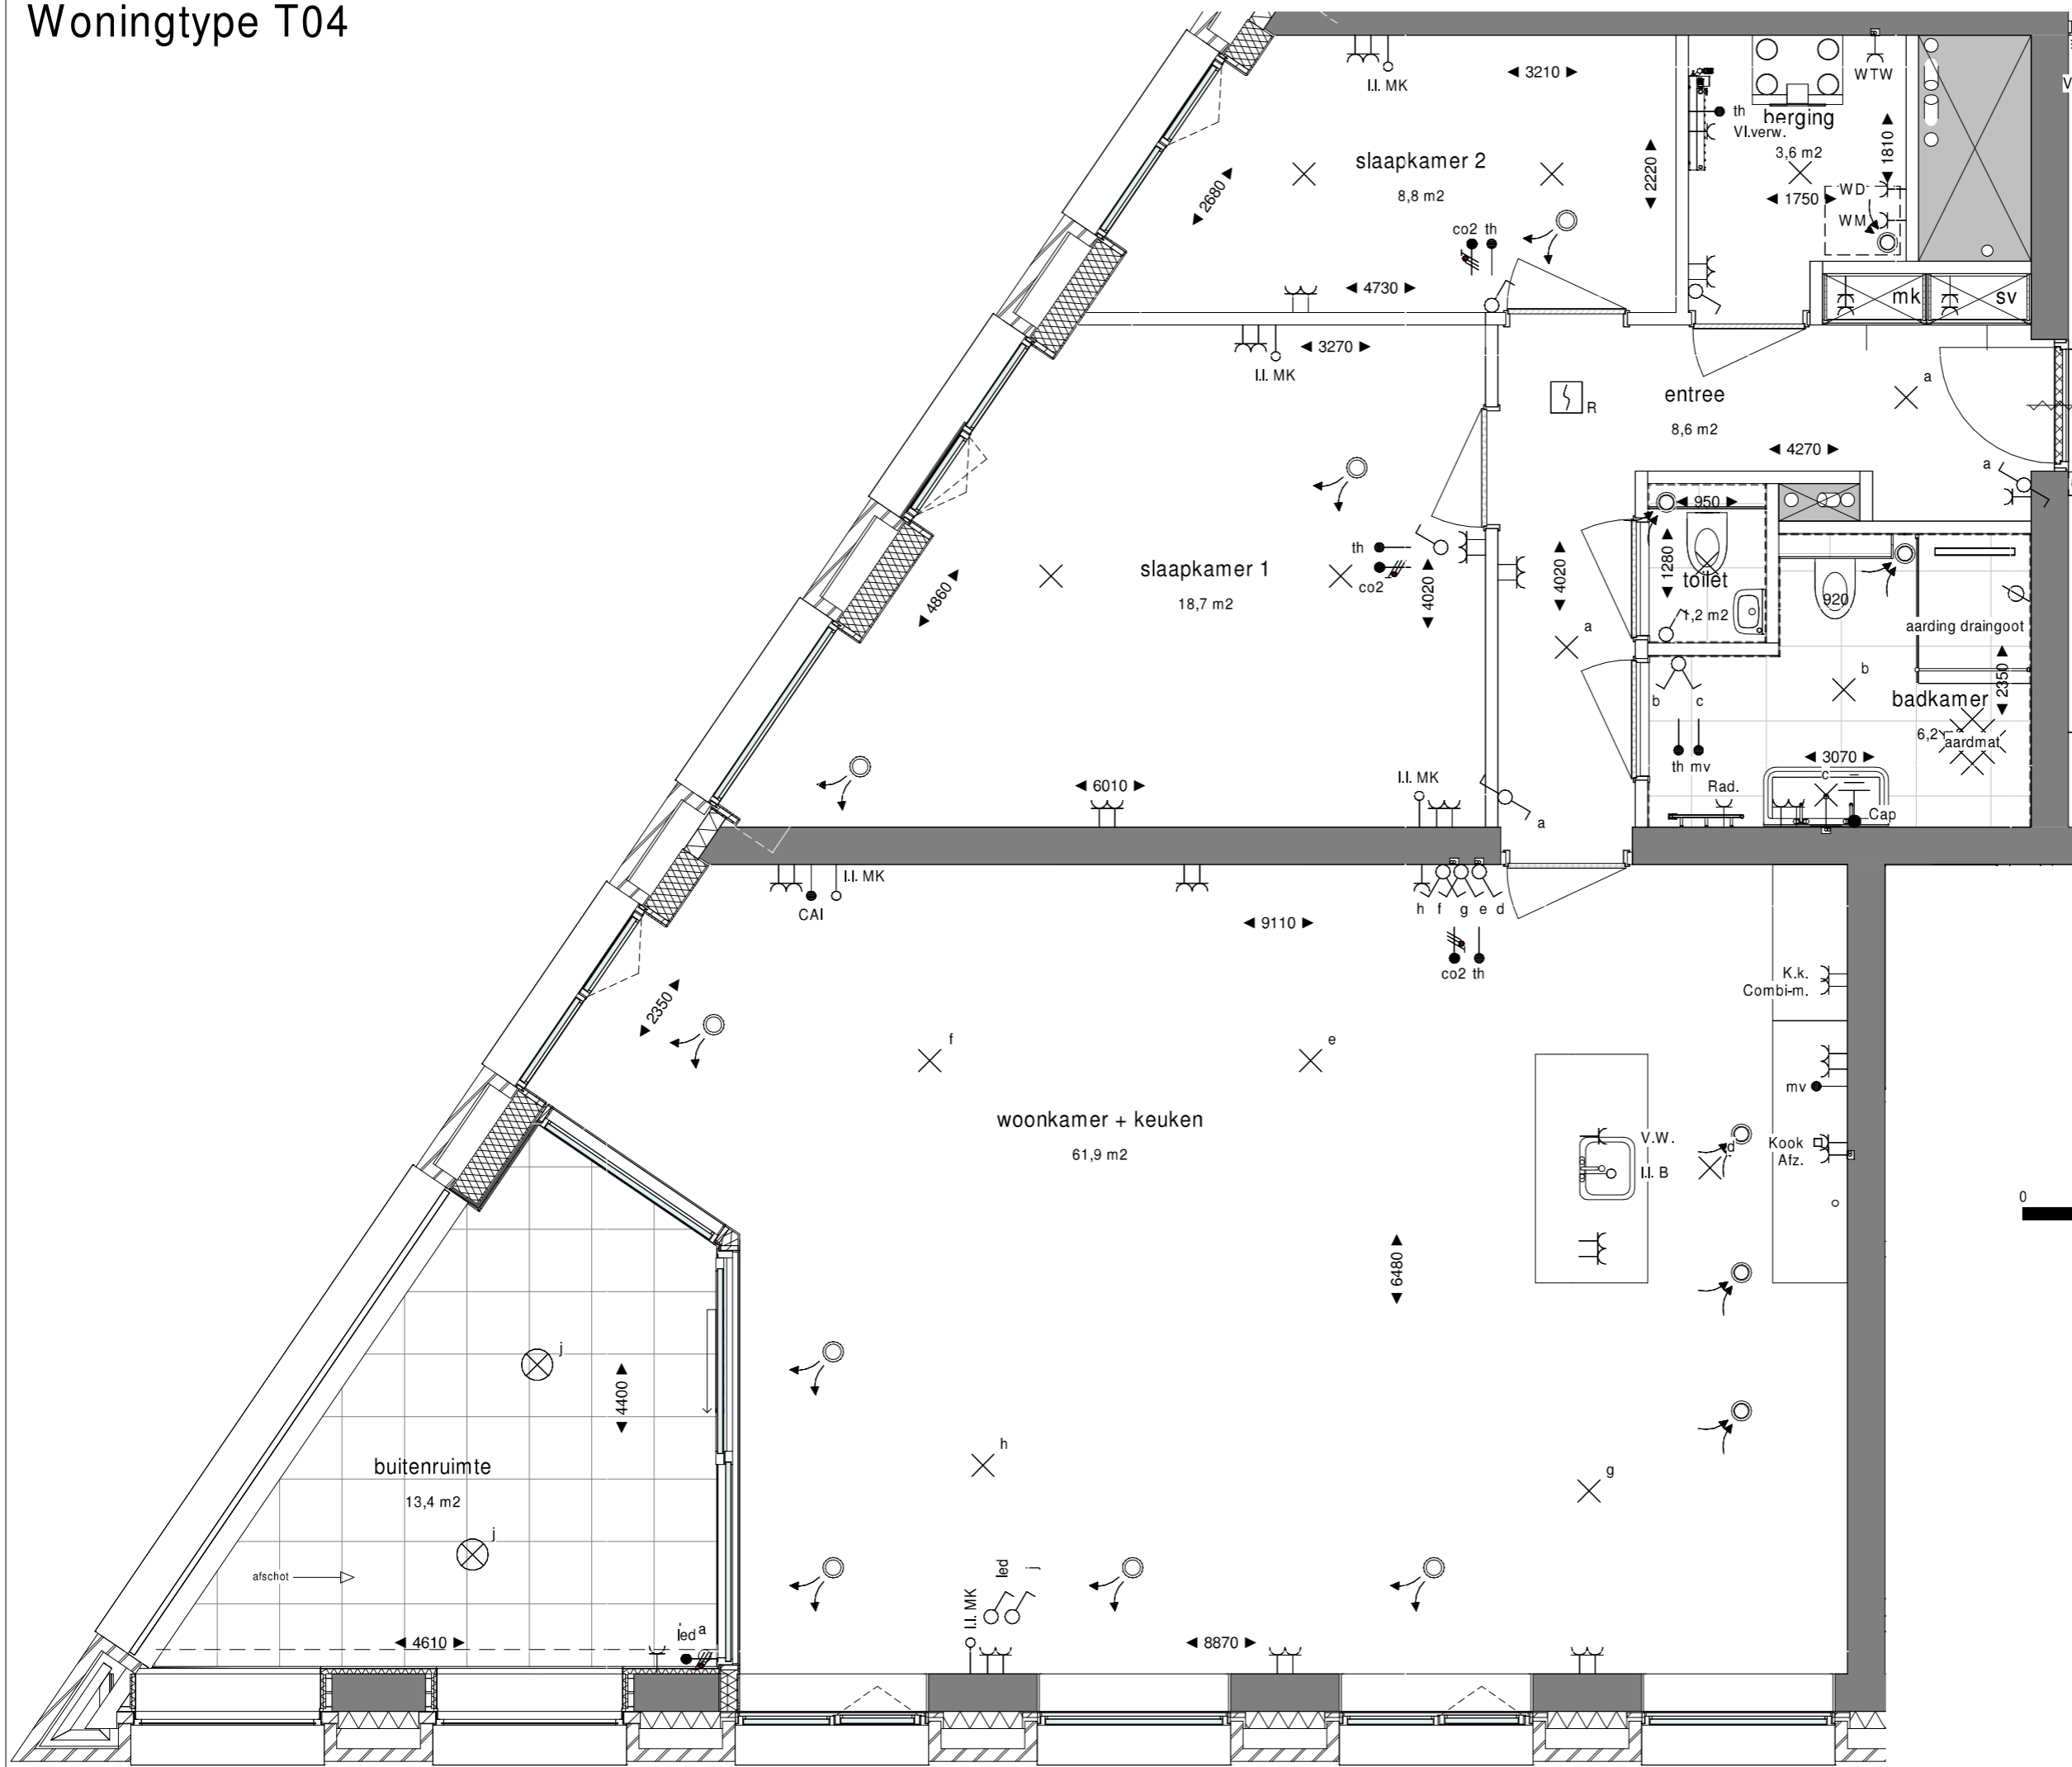 Woningtype T04
I.I. MK
3210
WTW
th
Vl.verw.
berging
3,6 m2
1810
slaapkamer 2
8,8 m2
2220
2680
1750
WD
WM
co2 th
4730
mk
sv
3270
I.I. MK
R
entree
8,6 m2
a
4270
a
950
th
co2
slaapkamer 1
18,7 m2
4860
4020
4020
1280
toilet
1,2 m2
920
aarding draingoot
a
b
b c
2350
badkamer
6,2
aardmat
th mv
3070
c
Rad.
Cap
I.I. MK
6010
a
I.I. MK
CAI
9110
h f g e d
co2 th
K.k.
Combi-m.
2350
f
e
mv
woonkamer + keuken
61,9 m2
V.W.
I.I. B
d
Kook
Afz.
0
6480
j
4400
buitenruimte
13,4 m2
h
g
j
afschot
led
j
I.I. MK
4610
led a
8870